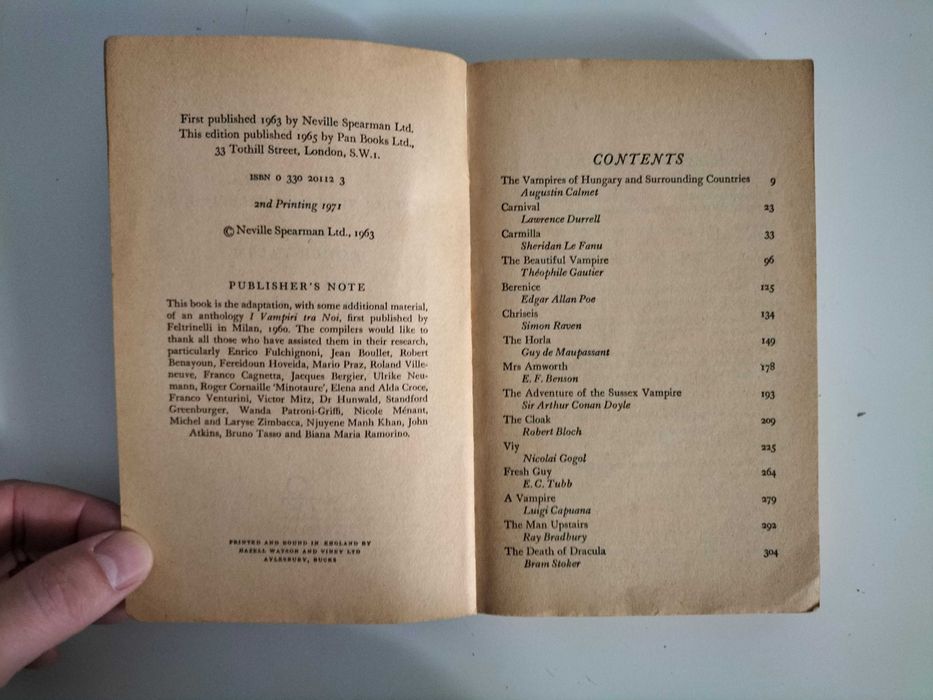 First published 1963 by Neville Spearman Ltd.
This edition published 1965 by Pan Books Ltd.,
33 Tothill Street, London, S.W.1.
ISBN 0 330 20112 3
2nd Printing 1971
© Neville Spearman Ltd., 1963
PUBLISHER'S NOTE
This book is the adaptation, with some additional material,
of an anthology I Vampiri tra Noi, first published by
Feltrinelli in Milan, 1960. The compilers would like to
thank all those who have assisted them in their research,
particularly Enrico Fulchignoni, Jean Boullet, Robert
Benayoun, Fereidoun Hoveida, Mario Praz, Roland Ville-
neuve, Franco Cagnetta, Jacques Bergier, Ulrike Neu-
mann, Roger Cornaille 'Minotaure', Elena and Alda Croce,
Franco Venturini, Victor Mitz, Dr Hunwald, Standford
Greenburger, Wanda Patroni-Griffi, Nicole Ménant,
Michel and Laryse Zimbacca, Njuyene Manh Khan, John
Atkins, Bruno Tasso and Biana Maria Ramorino.
PRINTED AND BOUND IN ENGLAND BY
HAZELL WATSON AND VINEY LTD
AYLESBURY, BUCKS
CONTENTS
The Vampires of Hungary and Surrounding Countries 9
Augustin Calmet
Carnival 23
Lawrence Durrell
Carmilla 33
Sheridan Le Fanu
The Beautiful Vampire 96
Théophile Gautier
Berenice 125
Edgar Allan Poe
Chriseis 134
Simon Raven
The Horla 149
Guy de Maupassant
Mrs Amworth 178
E. F. Benson
The Adventure of the Sussex Vampire 193
Sir Arthur Conan Doyle
The Cloak 209
Robert Bloch
Viy 225
Nicolai Gogol
Fresh Guy 264
E. C. Tubb
A Vampire 279
Luigi Capuana
The Man Upstairs 292
Ray Bradbury
The Death of Dracula 304
Bram Stoker